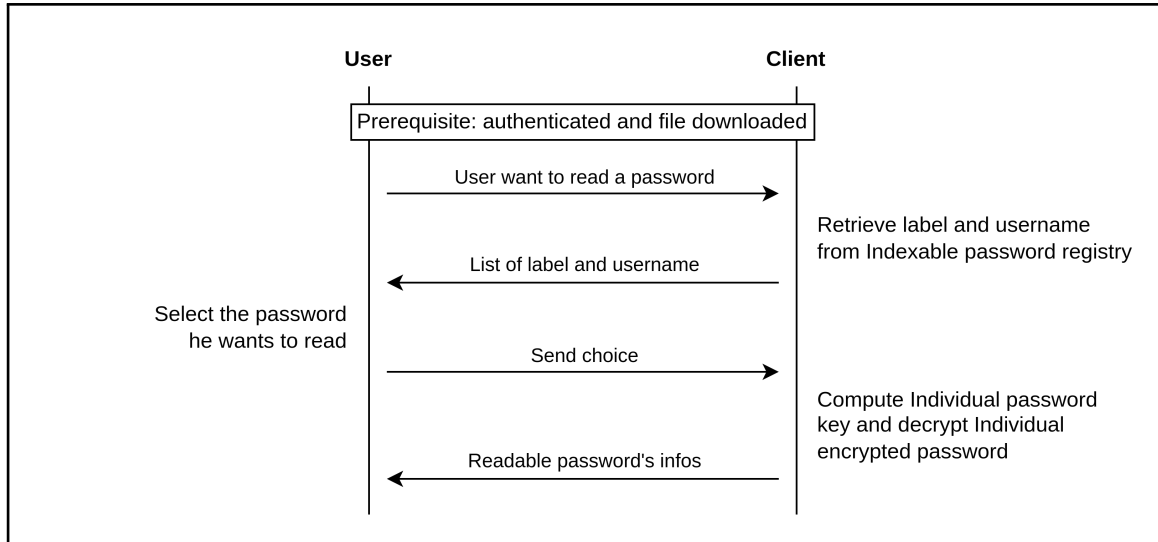 User
Client
Prerequisite: authenticated and file downloaded
User want to read a password
Retrieve label and username
from Indexable password registry
List of label and username
Select the password
he wants to read
Send choice
Compute Individual password
key and decrypt Individual
encrypted password
Readable password's infos